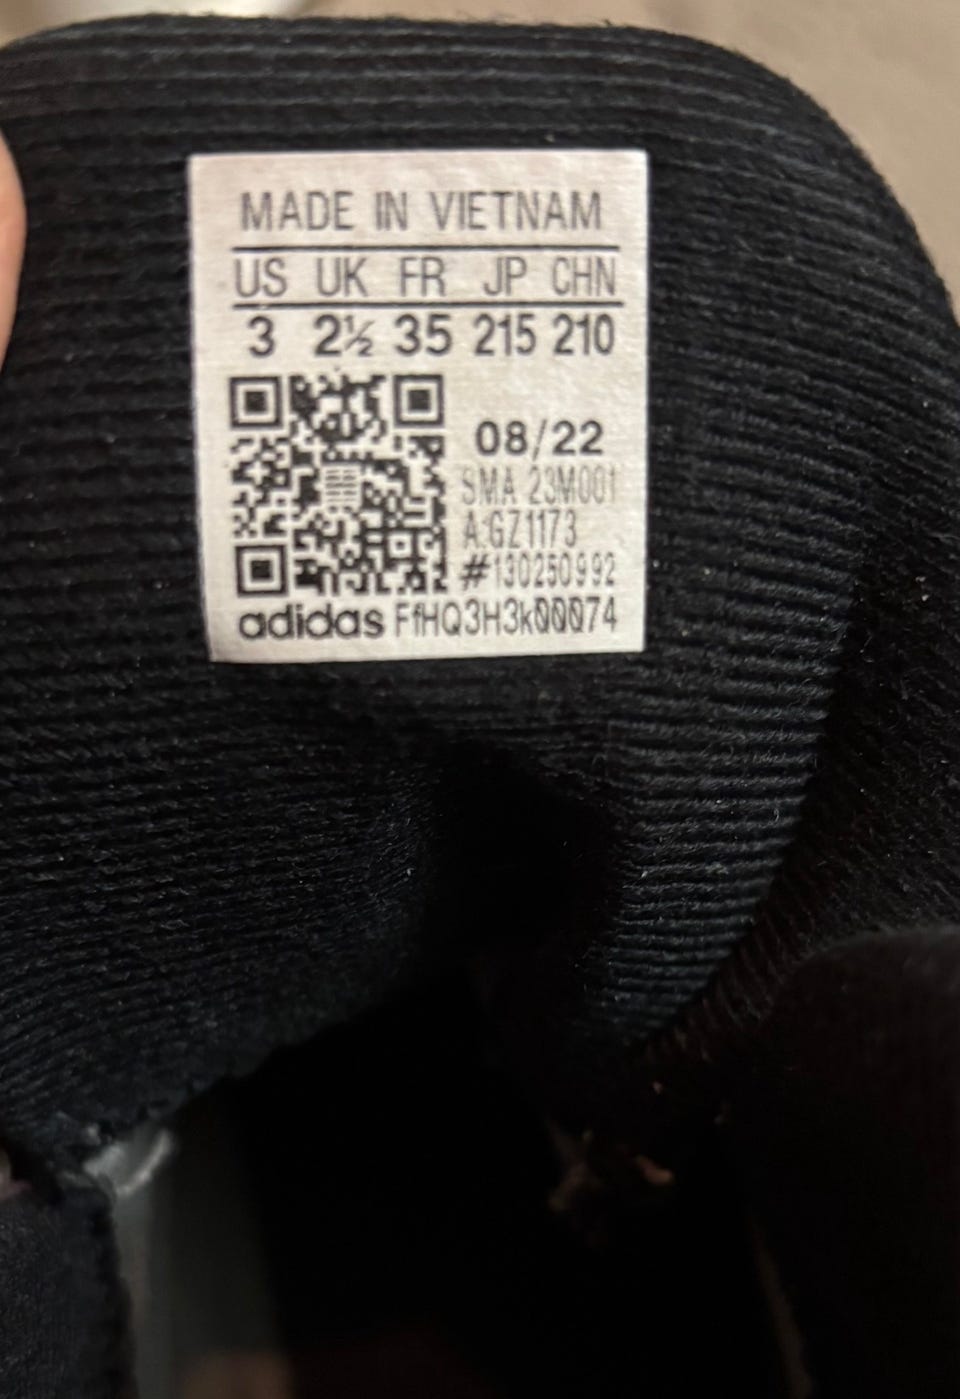 MADE IN VIETNAM
US UK FR JP CHN
3 2½ 35 215 210
08/22
SMA 23M001
A:GZ1173
#130250992
adidas FfHQ3H3k00074